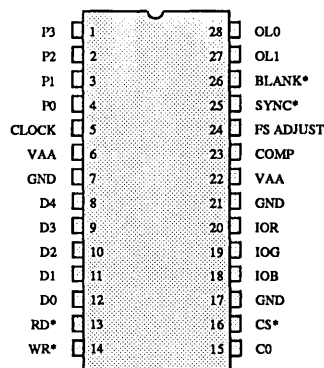 P3 1 28 OL0
P2 2 27 OL1
P1 3 26 BLANK*
P0 4 25 SYNC*
CLOCK 5 24 FS ADJUST
VAA 6 23 COMP
GND 7 22 VAA
D4 8 21 GND
D3 9 20 IOR
D2 10 19 IOG
D1 11 18 IOB
D0 12 17 GND
RD* 13 16 CS*
WR* 14 15 C0